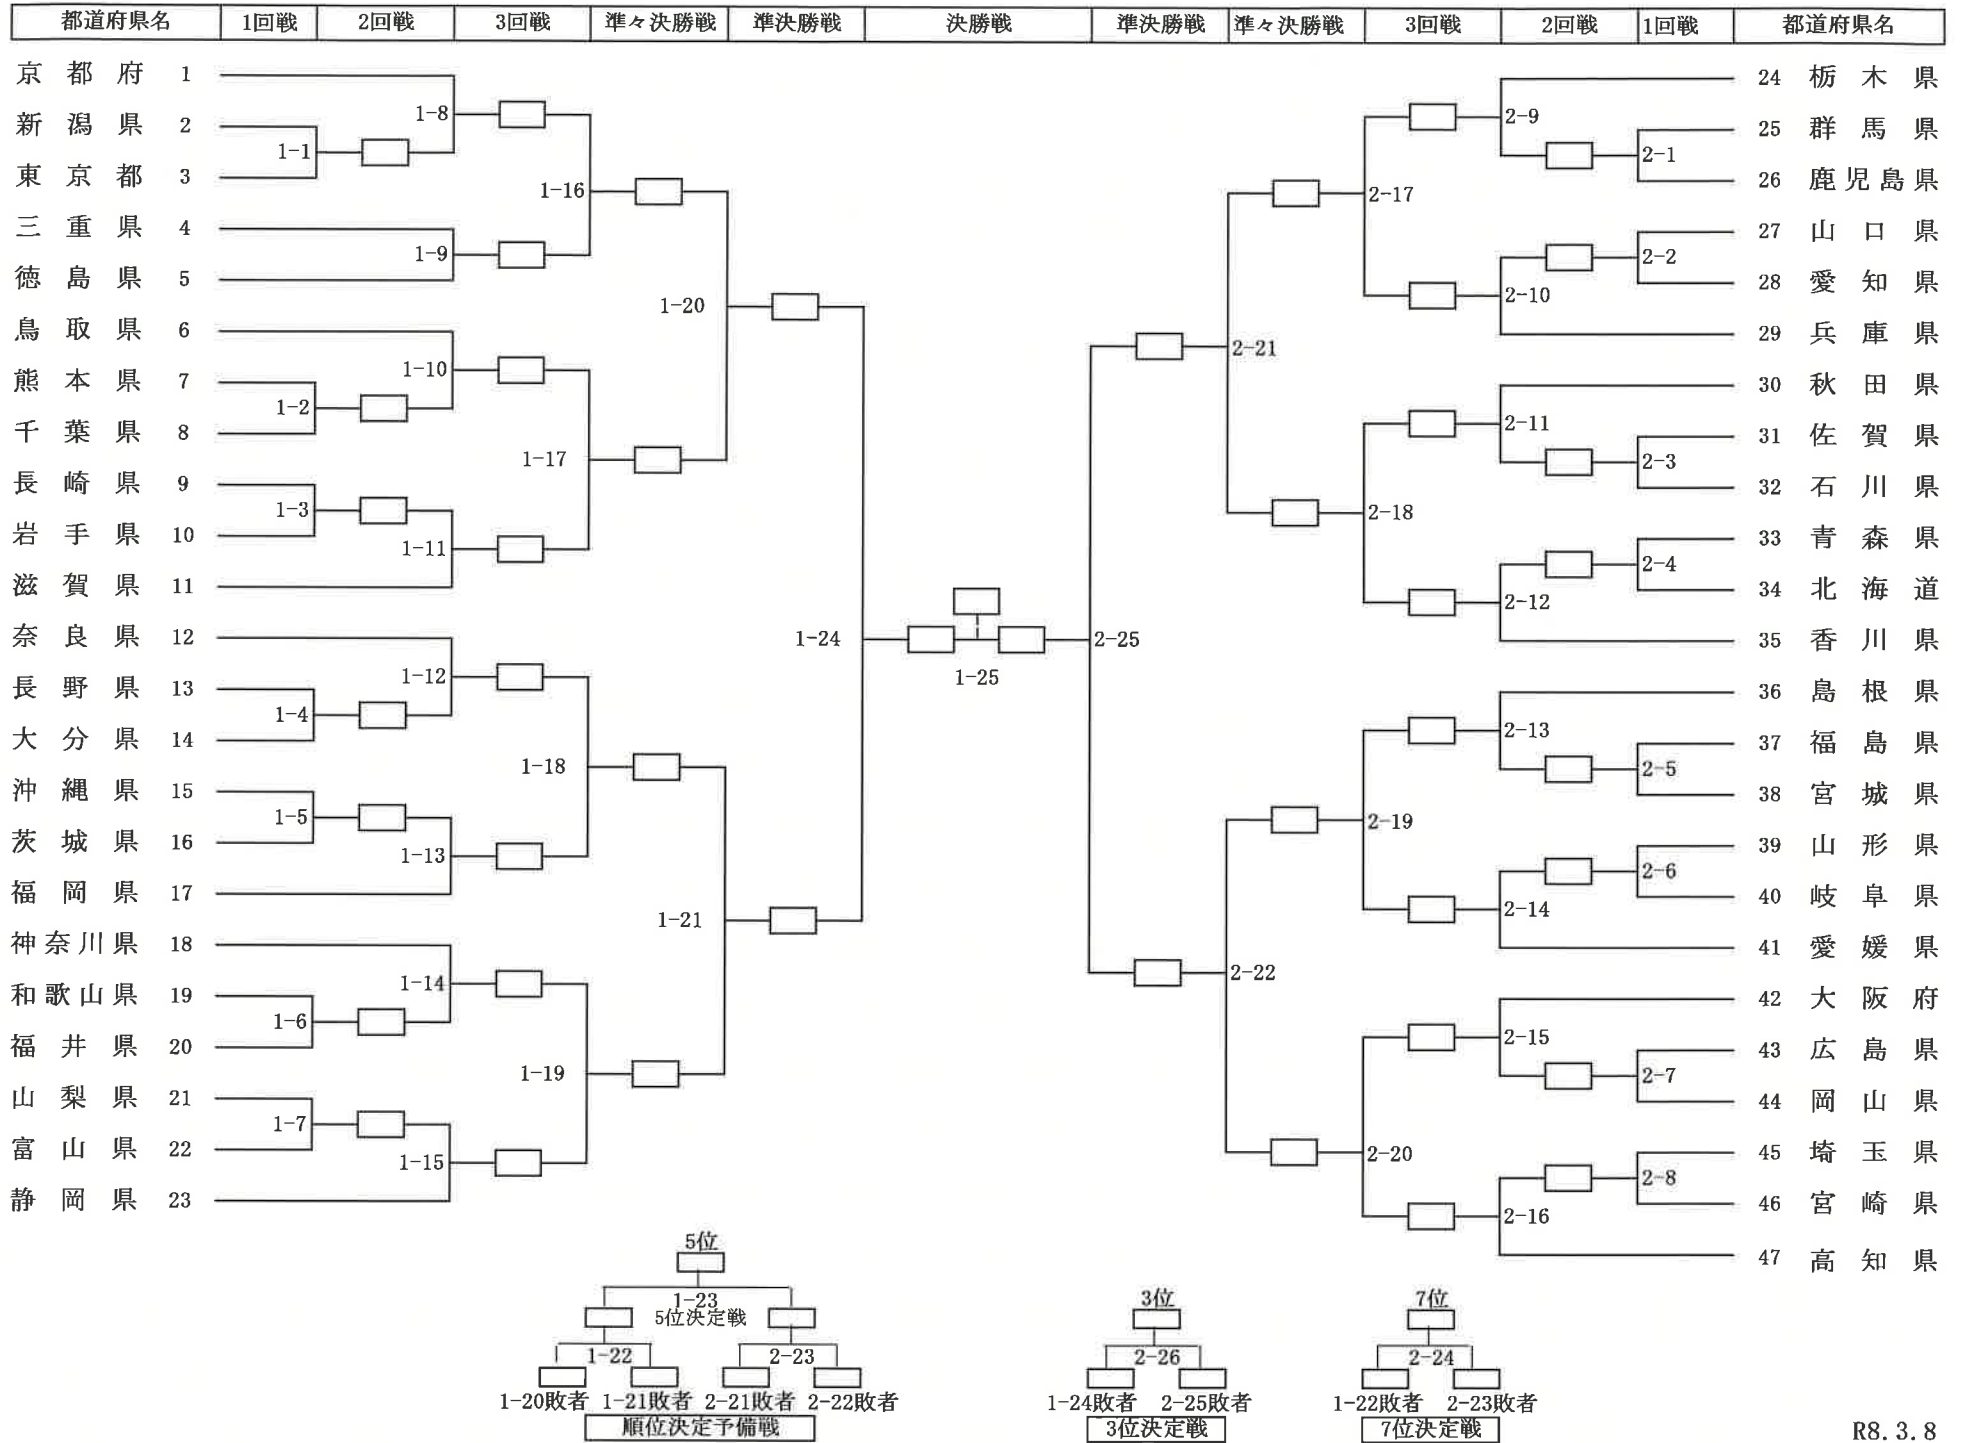 都道府県名 1回戦 2回戦 3回戦 準々決勝戦 準決勝戦 決勝戦 準決勝戦 準々決勝戦 3回戦 2回戦 1回戦 都道府県名
京都府 1
新潟県 2
東京都 3
三重県 4
徳島県 5
鳥取県 6
熊本県 7
千葉県 8
長崎県 9
岩手県 10
滋賀県 11
奈良県 12
長野県 13
大分県 14
沖縄県 15
茨城県 16
福岡県 17
神奈川県 18
和歌山県 19
福井県 20
山梨県 21
富山県 22
静岡県 23
1-1
1-2
1-3
1-4
1-5
1-6
1-7
1-8
1-9
1-10
1-11
1-12
1-13
1-14
1-15
1-16
1-17
1-18
1-19
1-20
1-21
1-24
1-25
2-25
2-21
2-22
2-17
2-18
2-19
2-20
2-9
2-10
2-11
2-12
2-13
2-14
2-15
2-16
2-1
2-2
2-3
2-4
2-5
2-6
2-7
2-8
24 栃木県
25 群馬県
26 鹿児島県
27 山口県
28 愛知県
29 兵庫県
30 秋田県
31 佐賀県
32 石川県
33 青森県
34 北海道
35 香川県
36 島根県
37 福島県
38 宮城県
39 山形県
40 岐阜県
41 愛媛県
42 大阪府
43 広島県
44 岡山県
45 埼玉県
46 宮崎県
47 高知県
5位
1-23
5位決定戦
1-22 2-23
1-20敗者 1-21敗者 2-21敗者 2-22敗者
順位決定予備戦
3位
2-26
1-24敗者 2-25敗者
3位決定戦
7位
2-24
1-22敗者 2-23敗者
7位決定戦
R8.3.8